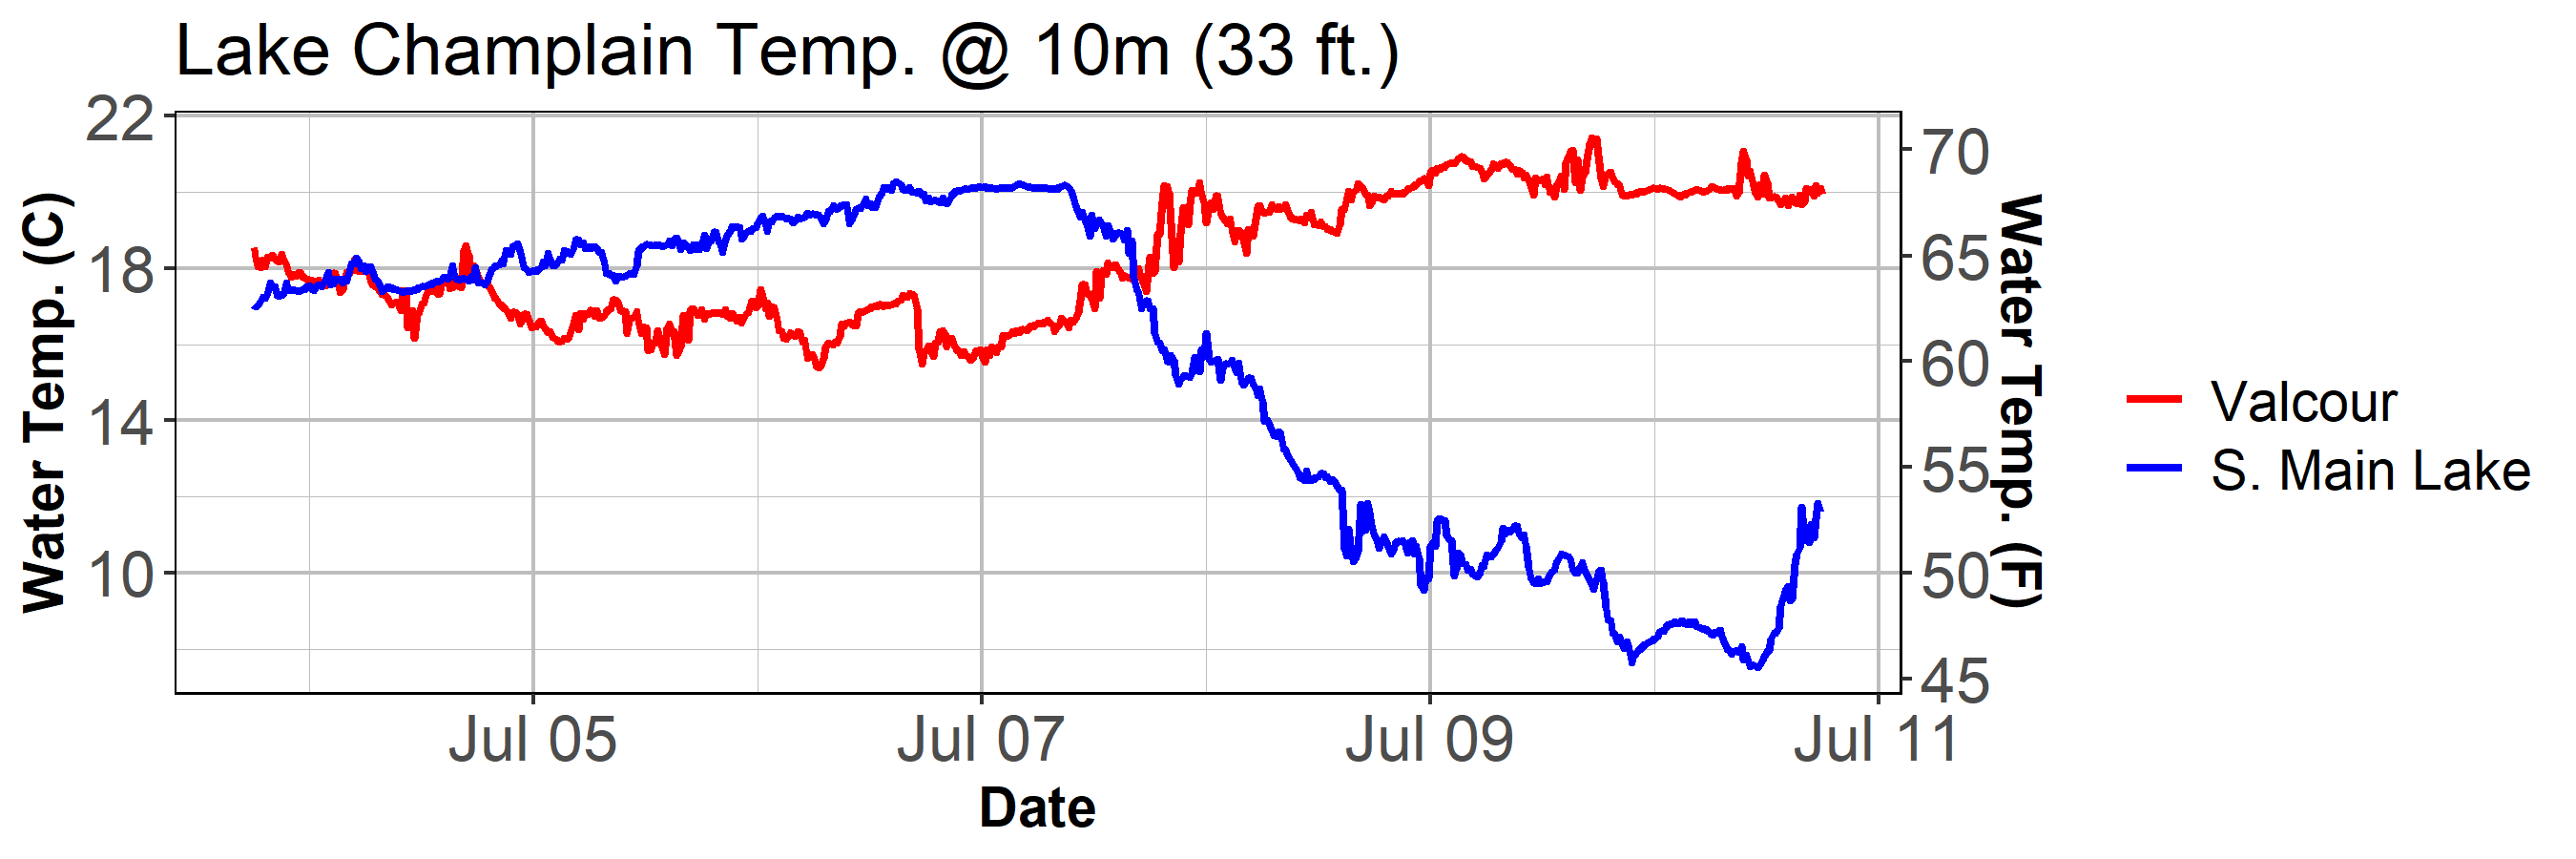 Lake Champlain Temp. @ 10m (33 ft.)
Water Temp. (C)
22
18
14
10
70
65
60
55
50
45
Water Temp. (F)
Jul 05
Jul 07
Jul 09
Jul 11
Date
Valcour
S. Main Lake